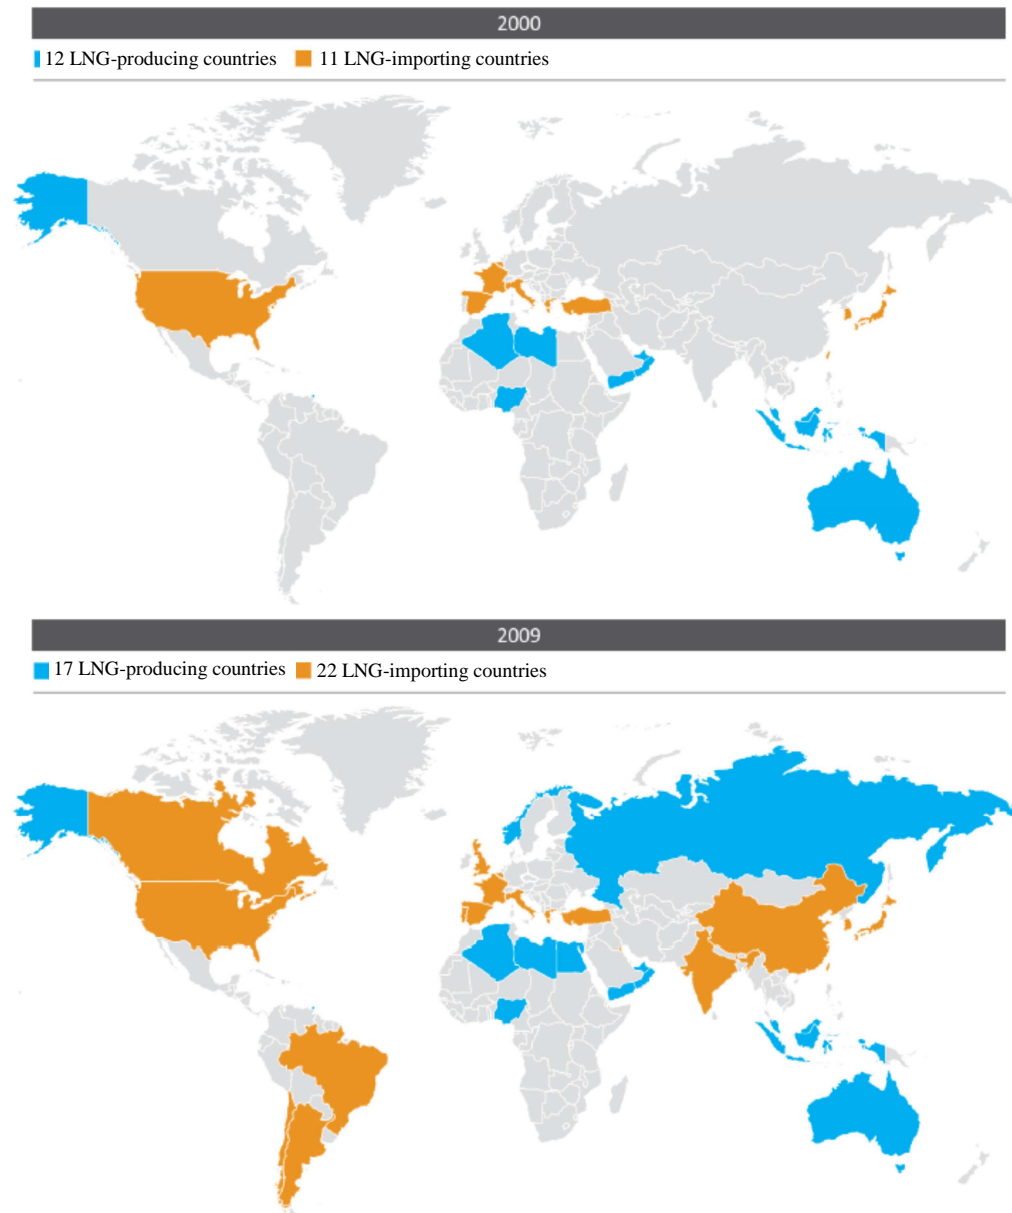 2000
12 LNG-producing countries 11 LNG-importing countries
2009
17 LNG-producing countries 22 LNG-importing countries